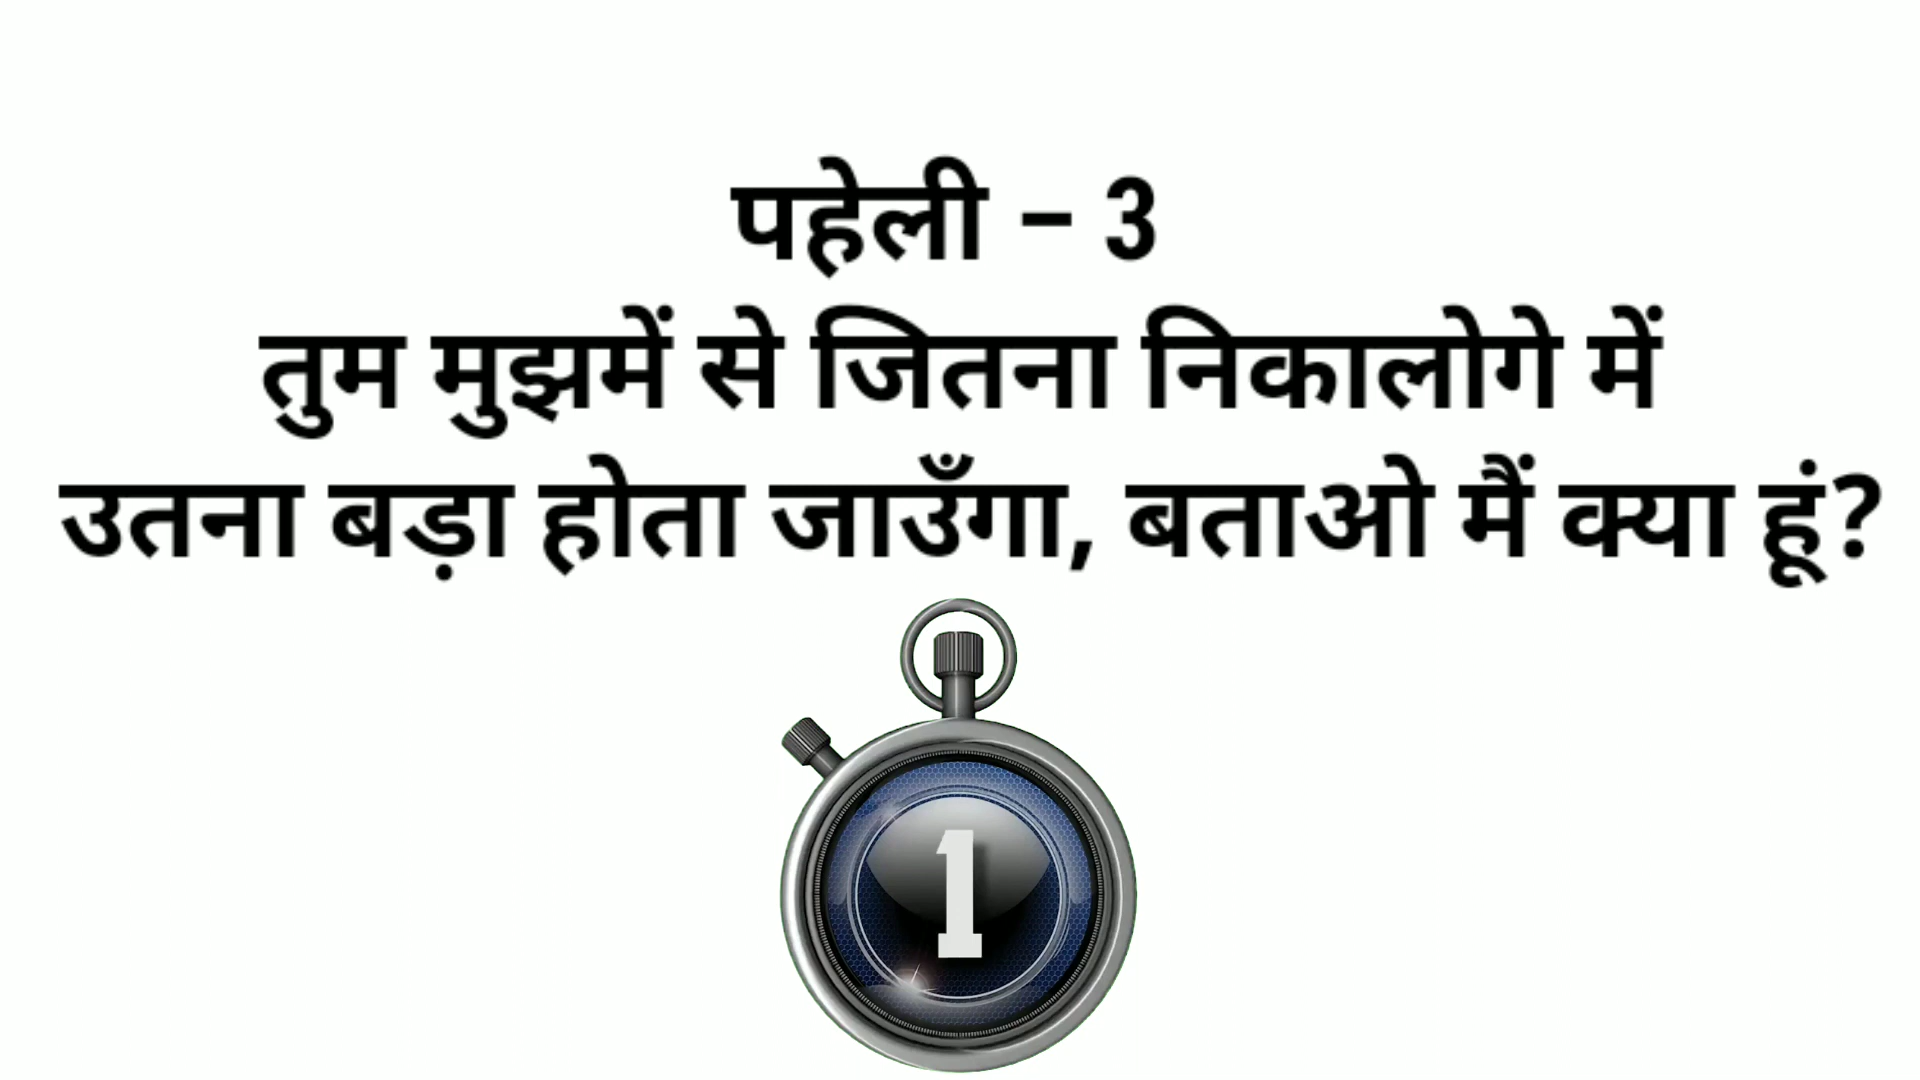 पहेली – 3
तुम मुझमें से जितना निकालोगे में
उतना बड़ा होता जाउँगा, बताओ मैं क्या हूं?
1